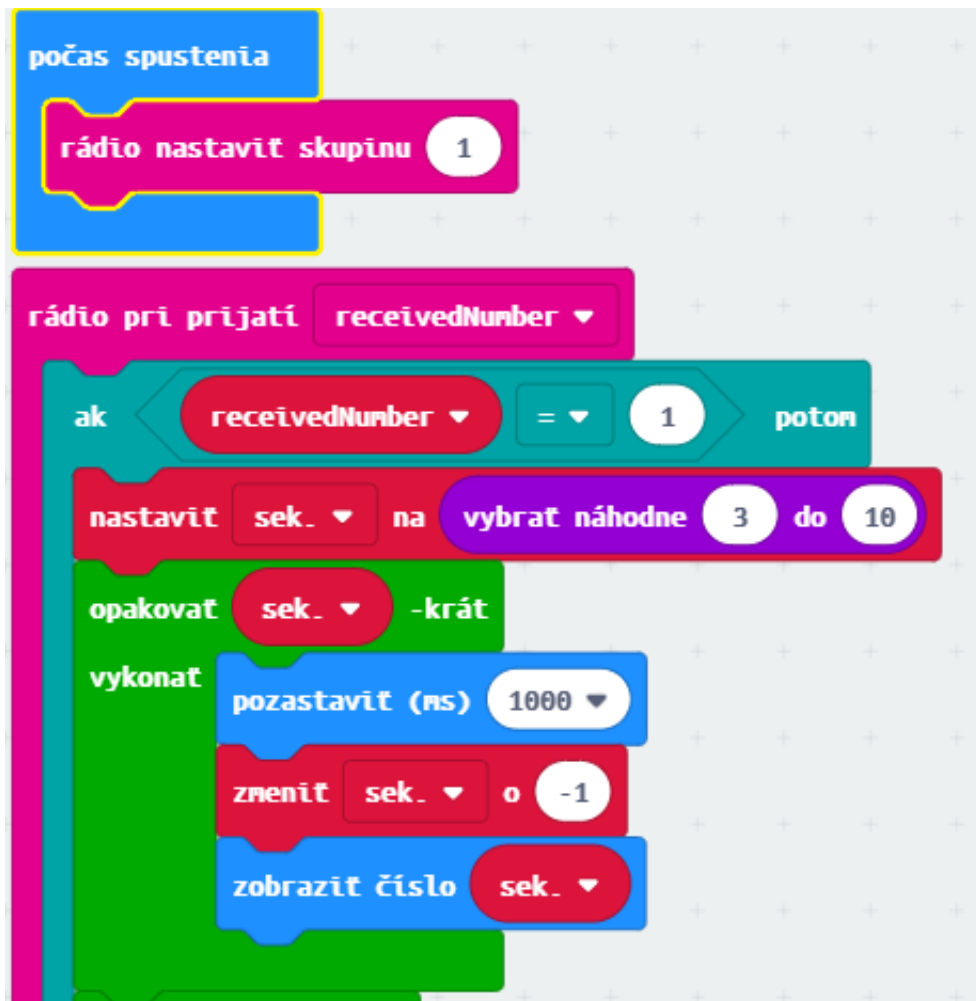 počas spustenia
rádio nastaviť skupinu 1
rádio pri prijatí receivedNumber
ak receivedNumber = 1 potom
nastaviť sek. na vybrať náhodne 3 do 10
opakovať sek. -krát
vykonať
pozastaviť (ms) 1000
zmeniť sek. o -1
zobraziť číslo sek.